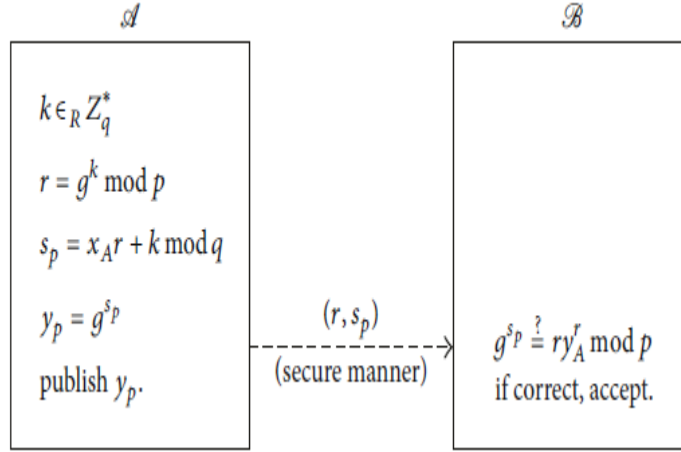 𝒜
ℬ
k ∈_R Z_q^*
r = g^k mod p
s_p = x_A r + k mod q
y_p = g^{s_p}
publish y_p.
(r, s_p)
(secure manner)
g^{s_p} ≟ r y_A^r mod p
if correct, accept.